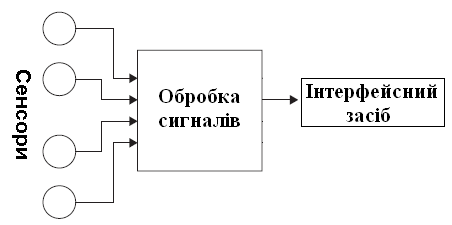 Сенсори
Обробка
сигналів
Інтерфейсний
засіб